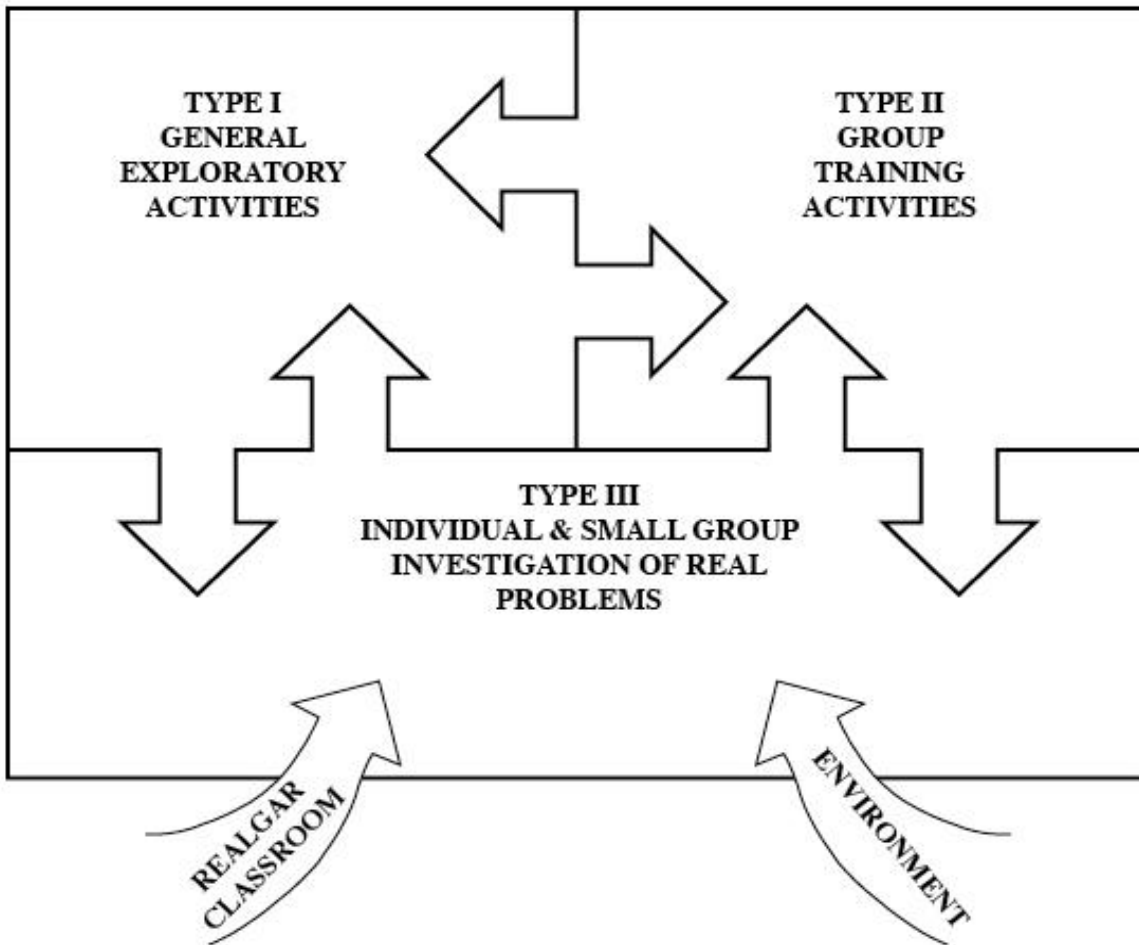 TYPE I
GENERAL
EXPLORATORY
ACTIVITIES
TYPE II
GROUP
TRAINING
ACTIVITIES
TYPE III
INDIVIDUAL & SMALL GROUP
INVESTIGATION OF REAL
PROBLEMS
REALGAR
CLASSROOM
ENVIRONMENT